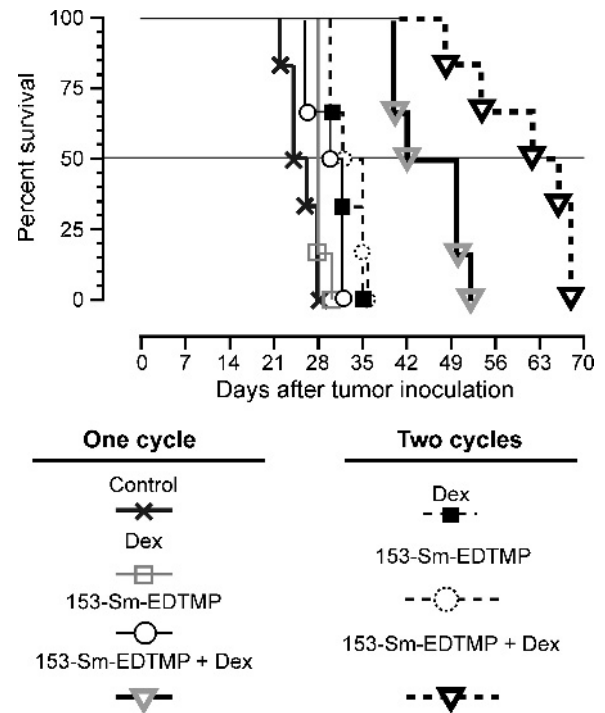 Percent survival
100
75
50
25
0
0 7 14 21 28 35 42 49 56 63 70
Days after tumor inoculation
One cycle
Control
Dex
153-Sm-EDTMP
153-Sm-EDTMP + Dex
Two cycles
Dex
153-Sm-EDTMP
153-Sm-EDTMP + Dex